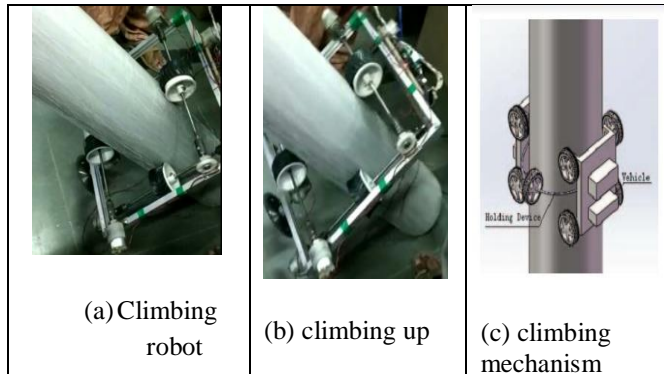 Vehicle
Holding Device
(a) Climbing
robot
(b) climbing up
(c) climbing
mechanism